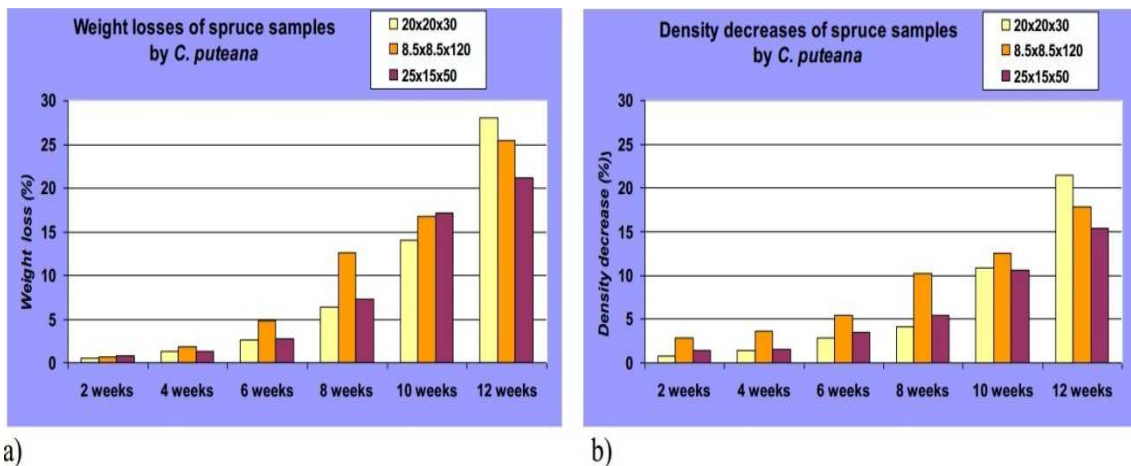 Weight losses of spruce samples
by C. puteana
20x20x30
8.5x8.5x120
25x15x50
Weight loss (%)
30
25
20
15
10
5
0
2 weeks 4 weeks 6 weeks 8 weeks 10 weeks 12 weeks
a)
Density decreases of spruce samples
by C. puteana
20x20x30
8.5x8.5x120
25x15x50
Density decrease (%)
30
25
20
15
10
5
0
2 weeks 4 weeks 6 weeks 8 weeks 10 weeks 12 weeks
b)